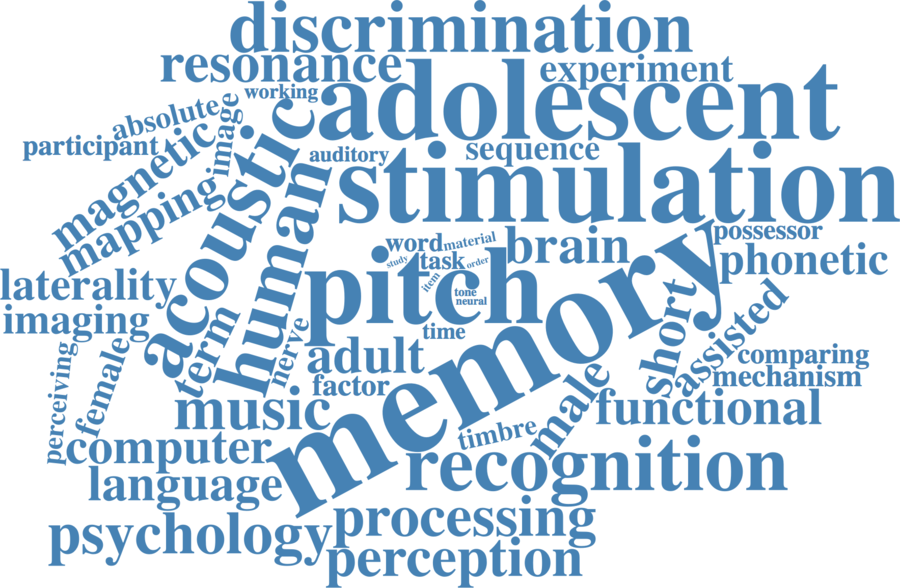 discrimination
resonance
experiment
working
adolescent
absolute
image
participant
magnetic
auditory
sequence
stimulation
mapping
acoustic
human
word
material
brain
possessor
study
task
order
phonetic
pitch
item
tone
neural
laterality
imaging
memory
short
assisted
term
nerve
time
perceiving
female
adult
comparing
factor
mechanism
music
male
functional
timbre
computer
recognition
language
psychology
processing
perception